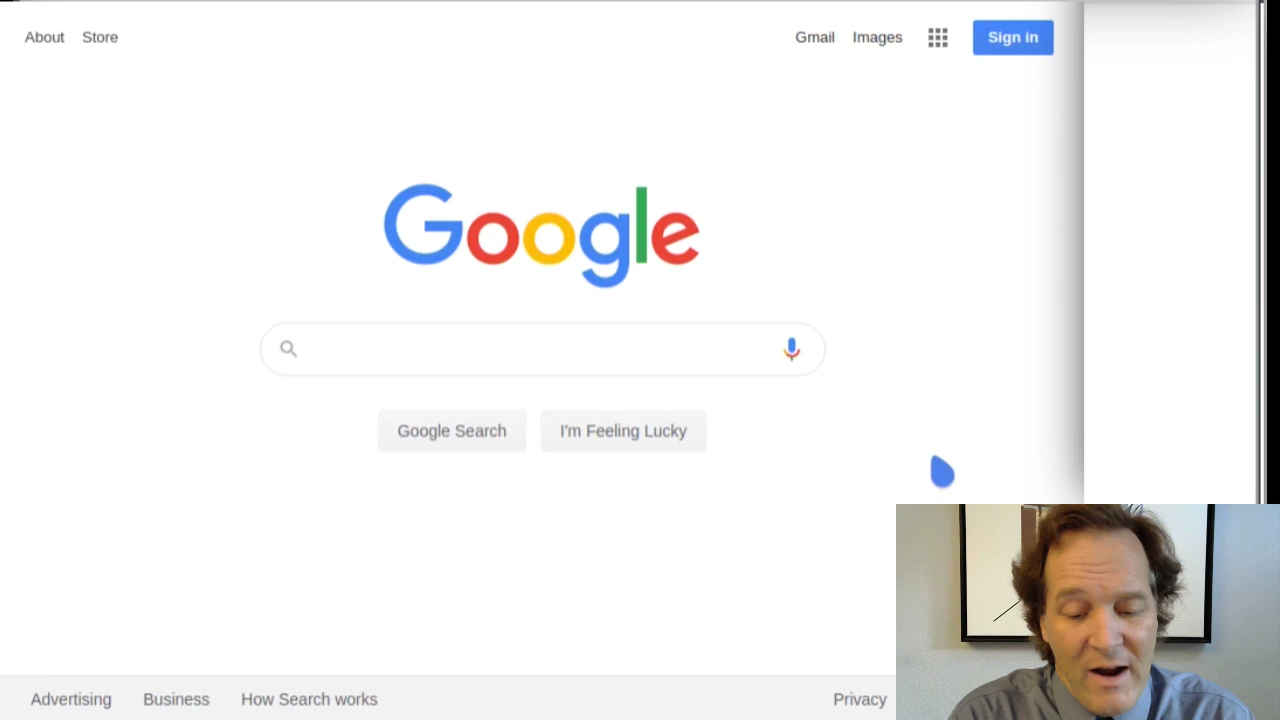 About Store Gmail Images Sign in
Google
Google Search I'm Feeling Lucky
Advertising Business How Search works Privacy